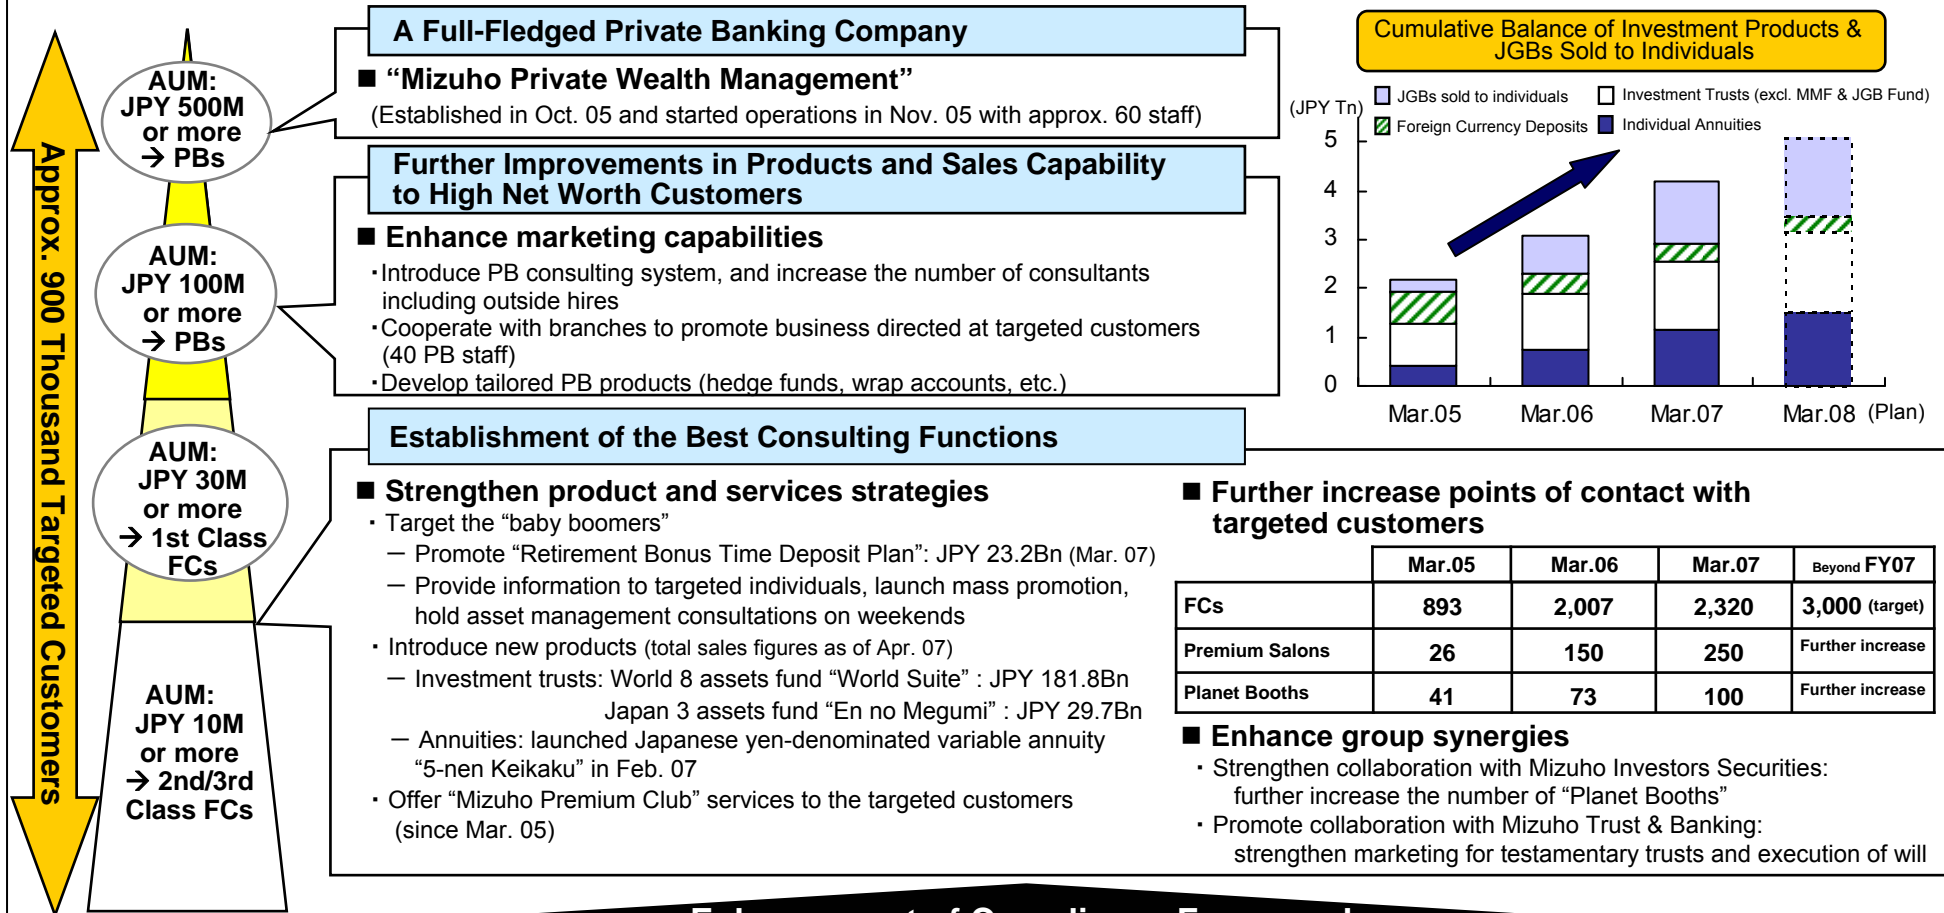 Approx. 900 Thousand Targeted Customers
AUM:
JPY 500M
or more
→ PBs
AUM:
JPY 100M
or more
→ PBs
AUM:
JPY 30M
or more
→ 1st Class
FCs
AUM:
JPY 10M
or more
→ 2nd/3rd
Class FCs
A Full-Fledged Private Banking Company
■ “Mizuho Private Wealth Management”
(Established in Oct. 05 and started operations in Nov. 05 with approx. 60 staff)
Further Improvements in Products and Sales Capability
to High Net Worth Customers
■ Enhance marketing capabilities
・Introduce PB consulting system, and increase the number of consultants
including outside hires
・Cooperate with branches to promote business directed at targeted customers
(40 PB staff)
・Develop tailored PB products (hedge funds, wrap accounts, etc.)
Cumulative Balance of Investment Products &
JGBs Sold to Individuals
(JPY Tn)
JGBs sold to individuals
Investment Trusts (excl. MMF & JGB Fund)
Foreign Currency Deposits
Individual Annuities
5
4
3
2
1
0
Mar.05 Mar.06 Mar.07 Mar.08 (Plan)
Establishment of the Best Consulting Functions
■ Strengthen product and services strategies
・Target the “baby boomers”
－ Promote “Retirement Bonus Time Deposit Plan”: JPY 23.2Bn (Mar. 07)
－ Provide information to targeted individuals, launch mass promotion,
hold asset management consultations on weekends
・Introduce new products (total sales figures as of Apr. 07)
－ Investment trusts: World 8 assets fund “World Suite” : JPY 181.8Bn
Japan 3 assets fund “En no Megumi” : JPY 29.7Bn
－ Annuities: launched Japanese yen-denominated variable annuity
“5-nen Keikaku” in Feb. 07
・Offer “Mizuho Premium Club” services to the targeted customers
(since Mar. 05)
■ Further increase points of contact with
targeted customers
Mar.05 Mar.06 Mar.07 Beyond FY07
FCs 893 2,007 2,320 3,000 (target)
Premium Salons 26 150 250 Further increase
Planet Booths 41 73 100 Further increase
■ Enhance group synergies
・Strengthen collaboration with Mizuho Investors Securities:
further increase the number of “Planet Booths”
・Promote collaboration with Mizuho Trust & Banking:
strengthen marketing for testamentary trusts and execution of will